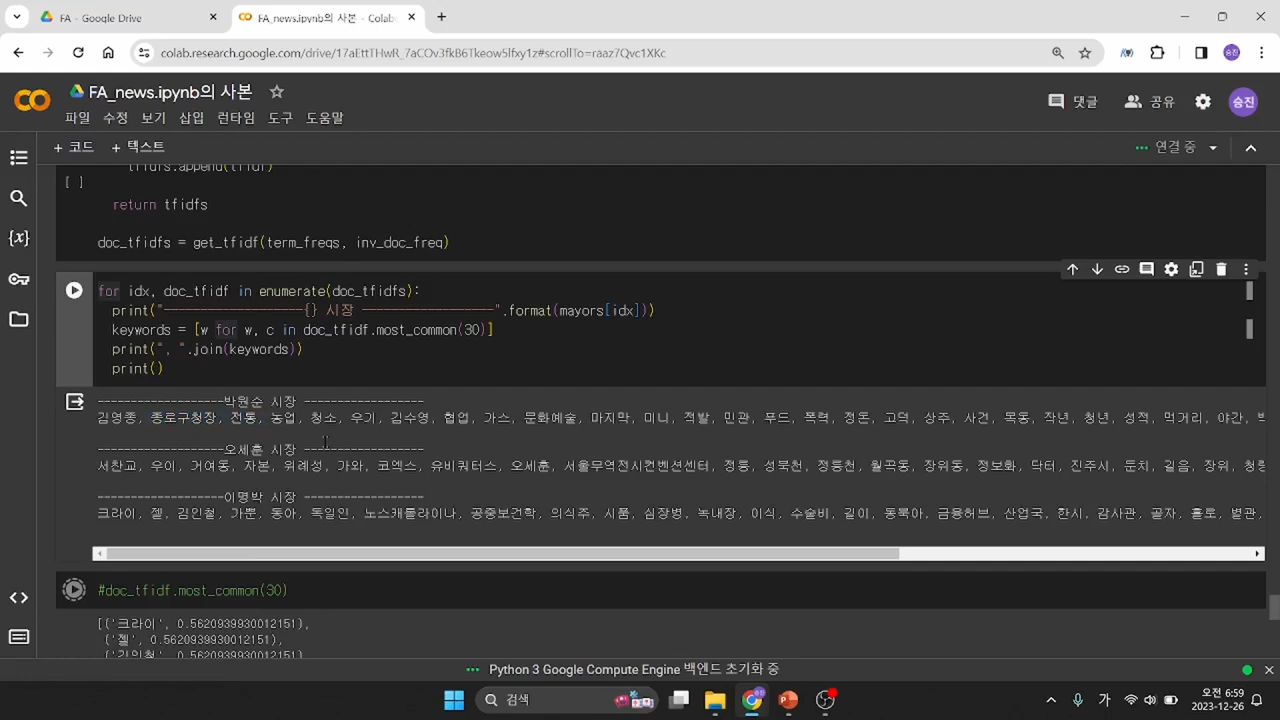 FA - Google Drive
FA_news.ipynb의 사본 - Colab
colab.research.google.com/drive/17aEttTHwR_7aCOv3fkB6Tkeow5lfxy1z#scrollTo=raaz7Qvc1XKc
승진
FA_news.ipynb의 사본
댓글
공유
승진
파일 수정 보기 삽입 런타임 도구 도움말
+ 코드 + 텍스트
연결 중
tfidfs.append(tfidf)
[ ]
return tfidfs
doc_tfidfs = get_tfidf(term_freqs, inv_doc_freq)
for idx, doc_tfidf in enumerate(doc_tfidfs):
print("------------------{} 시장 ------------------".format(mayors[idx]))
keywords = [w for w, c in doc_tfidf.most_common(30)]
print(", ".join(keywords))
print()
------------------박원순 시장 -----------------
김영종, 종로구청장, 전통, 농업, 청소, 우기, 김수영, 협업, 가스, 문화예술, 마지막, 미니, 적발, 민관, 푸드, 폭력, 정돈, 고덕, 상주, 사건, 목동, 작년, 청년, 성적, 먹거리, 야간,
------------------오세훈 시장 -----------------
서찬교, 우이, 거여동, 자본, 위례성, 가와, 코엑스, 유비쿼터스, 오세훈, 서울무역전시컨벤션센터, 정릉, 성북천, 정릉천, 월곡동, 장위동, 정보화, 닥터, 진주시, 둔치, 길음, 장위,
------------------이명박 시장 -----------------
크라이, 젤, 김인철, 가뿐, 동아, 독일인, 노스캐롤라이나, 공중보건학, 의식주, 시품, 심장병, 녹내장, 이식, 수술비, 길이, 동북아, 금융허브, 산업국, 한시, 감사관, 골자, 홀로, 별관,
#doc_tfidf.most_common(30)
[('크라이', 0.5620939930012151),
('젤', 0.5620939930012151),
('김인철', 0.5620939930012151)
Python 3 Google Compute Engine 백엔드 초기화 중
검색
가
오전 6:59
2023-12-26